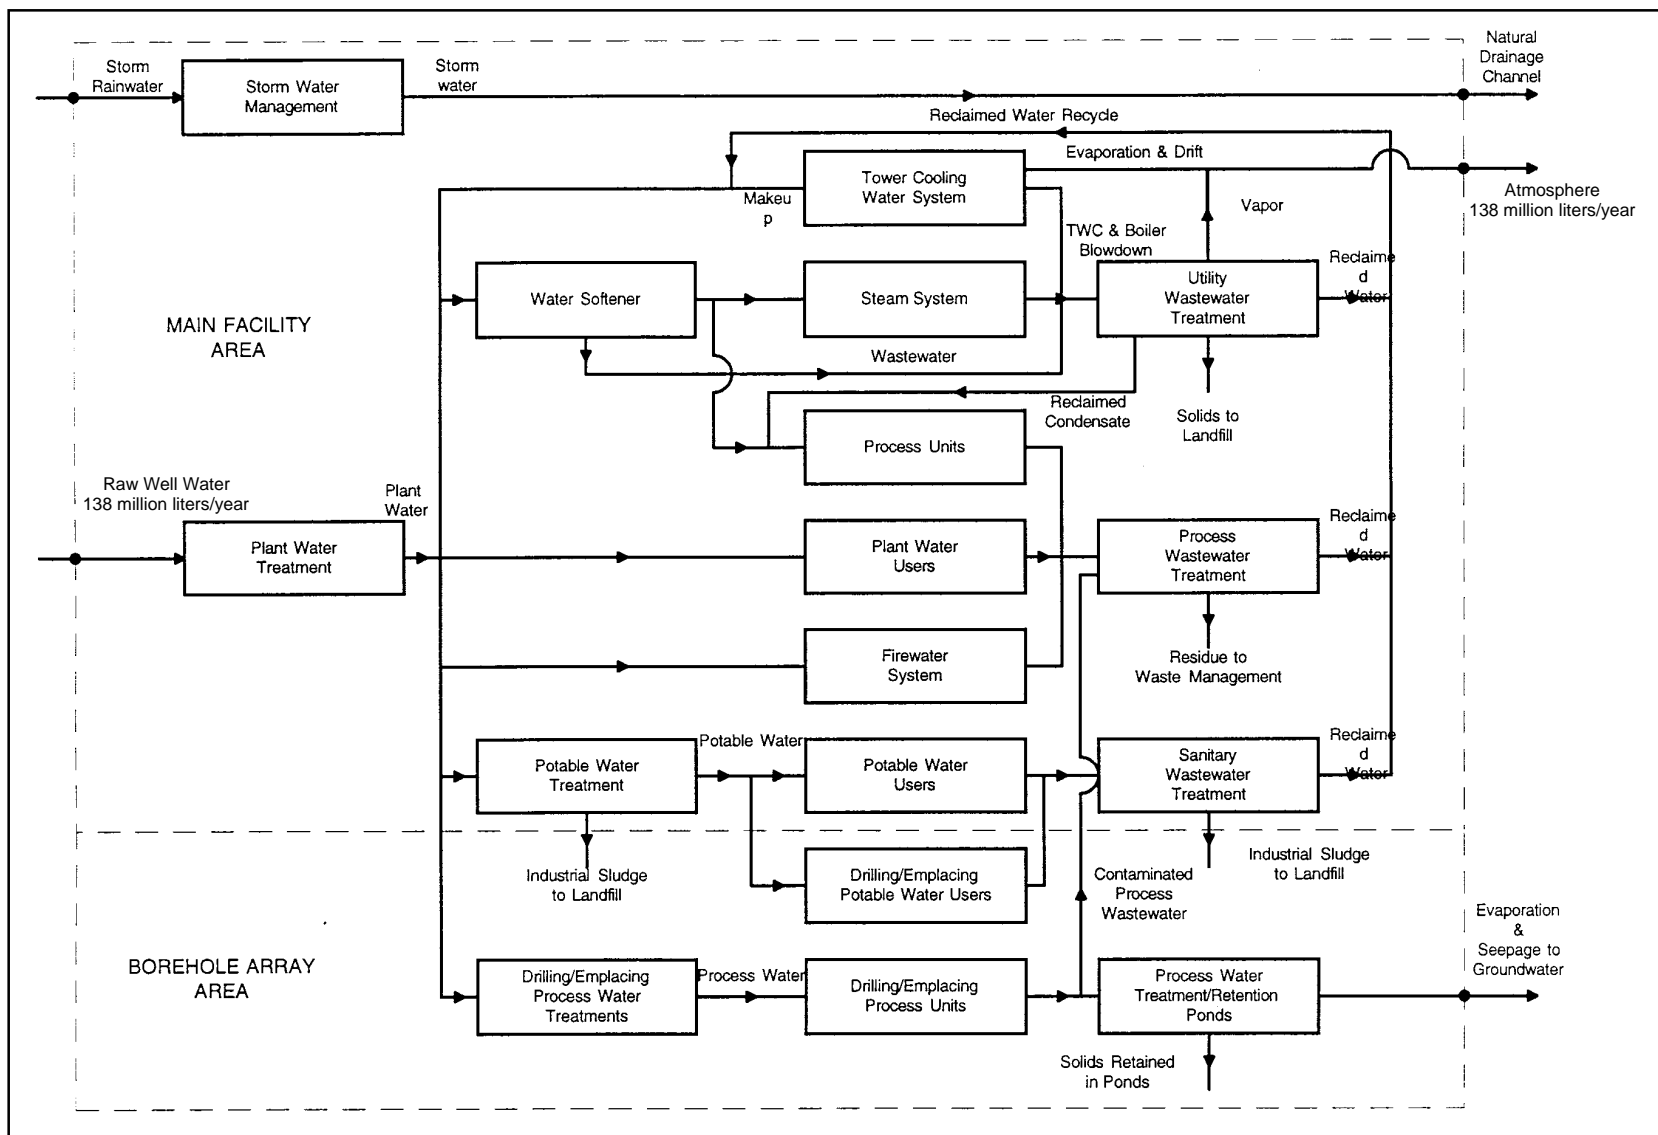 Storm
Rainwater
Storm Water
Management
Storm
water
Natural
Drainage
Channel
Reclaimed Water Recycle
Evaporation & Drift
Tower Cooling
Water System
Makeu
p
Vapor
Atmosphere
138 million liters/year
TWC & Boiler
Blowdown
Water Softener
Steam System
Utility
Wastewater
Treatment
Reclaime
d
Water
MAIN FACILITY
AREA
Wastewater
Reclaimed
Condensate
Solids to
Landfill
Process Units
Raw Well Water
138 million liters/year
Plant
Water
Plant Water
Treatment
Plant Water
Users
Process
Wastewater
Treatment
Reclaime
d
Water
Firewater
System
Residue to
Waste Management
Potable Water
Treatment
Potable Water
Potable Water
Users
Sanitary
Wastewater
Treatment
Reclaime
d
Water
Industrial Sludge
to Landfill
Drilling/Emplacing
Potable Water Users
Contaminated
Process
Wastewater
Industrial Sludge
to Landfill
BOREHOLE ARRAY
AREA
Drilling/Emplacing
Process Water
Treatments
Process Water
Drilling/Emplacing
Process Units
Process Water
Treatment/Retention
Ponds
Evaporation
&
Seepage to
Groundwater
Solids Retained
in Ponds